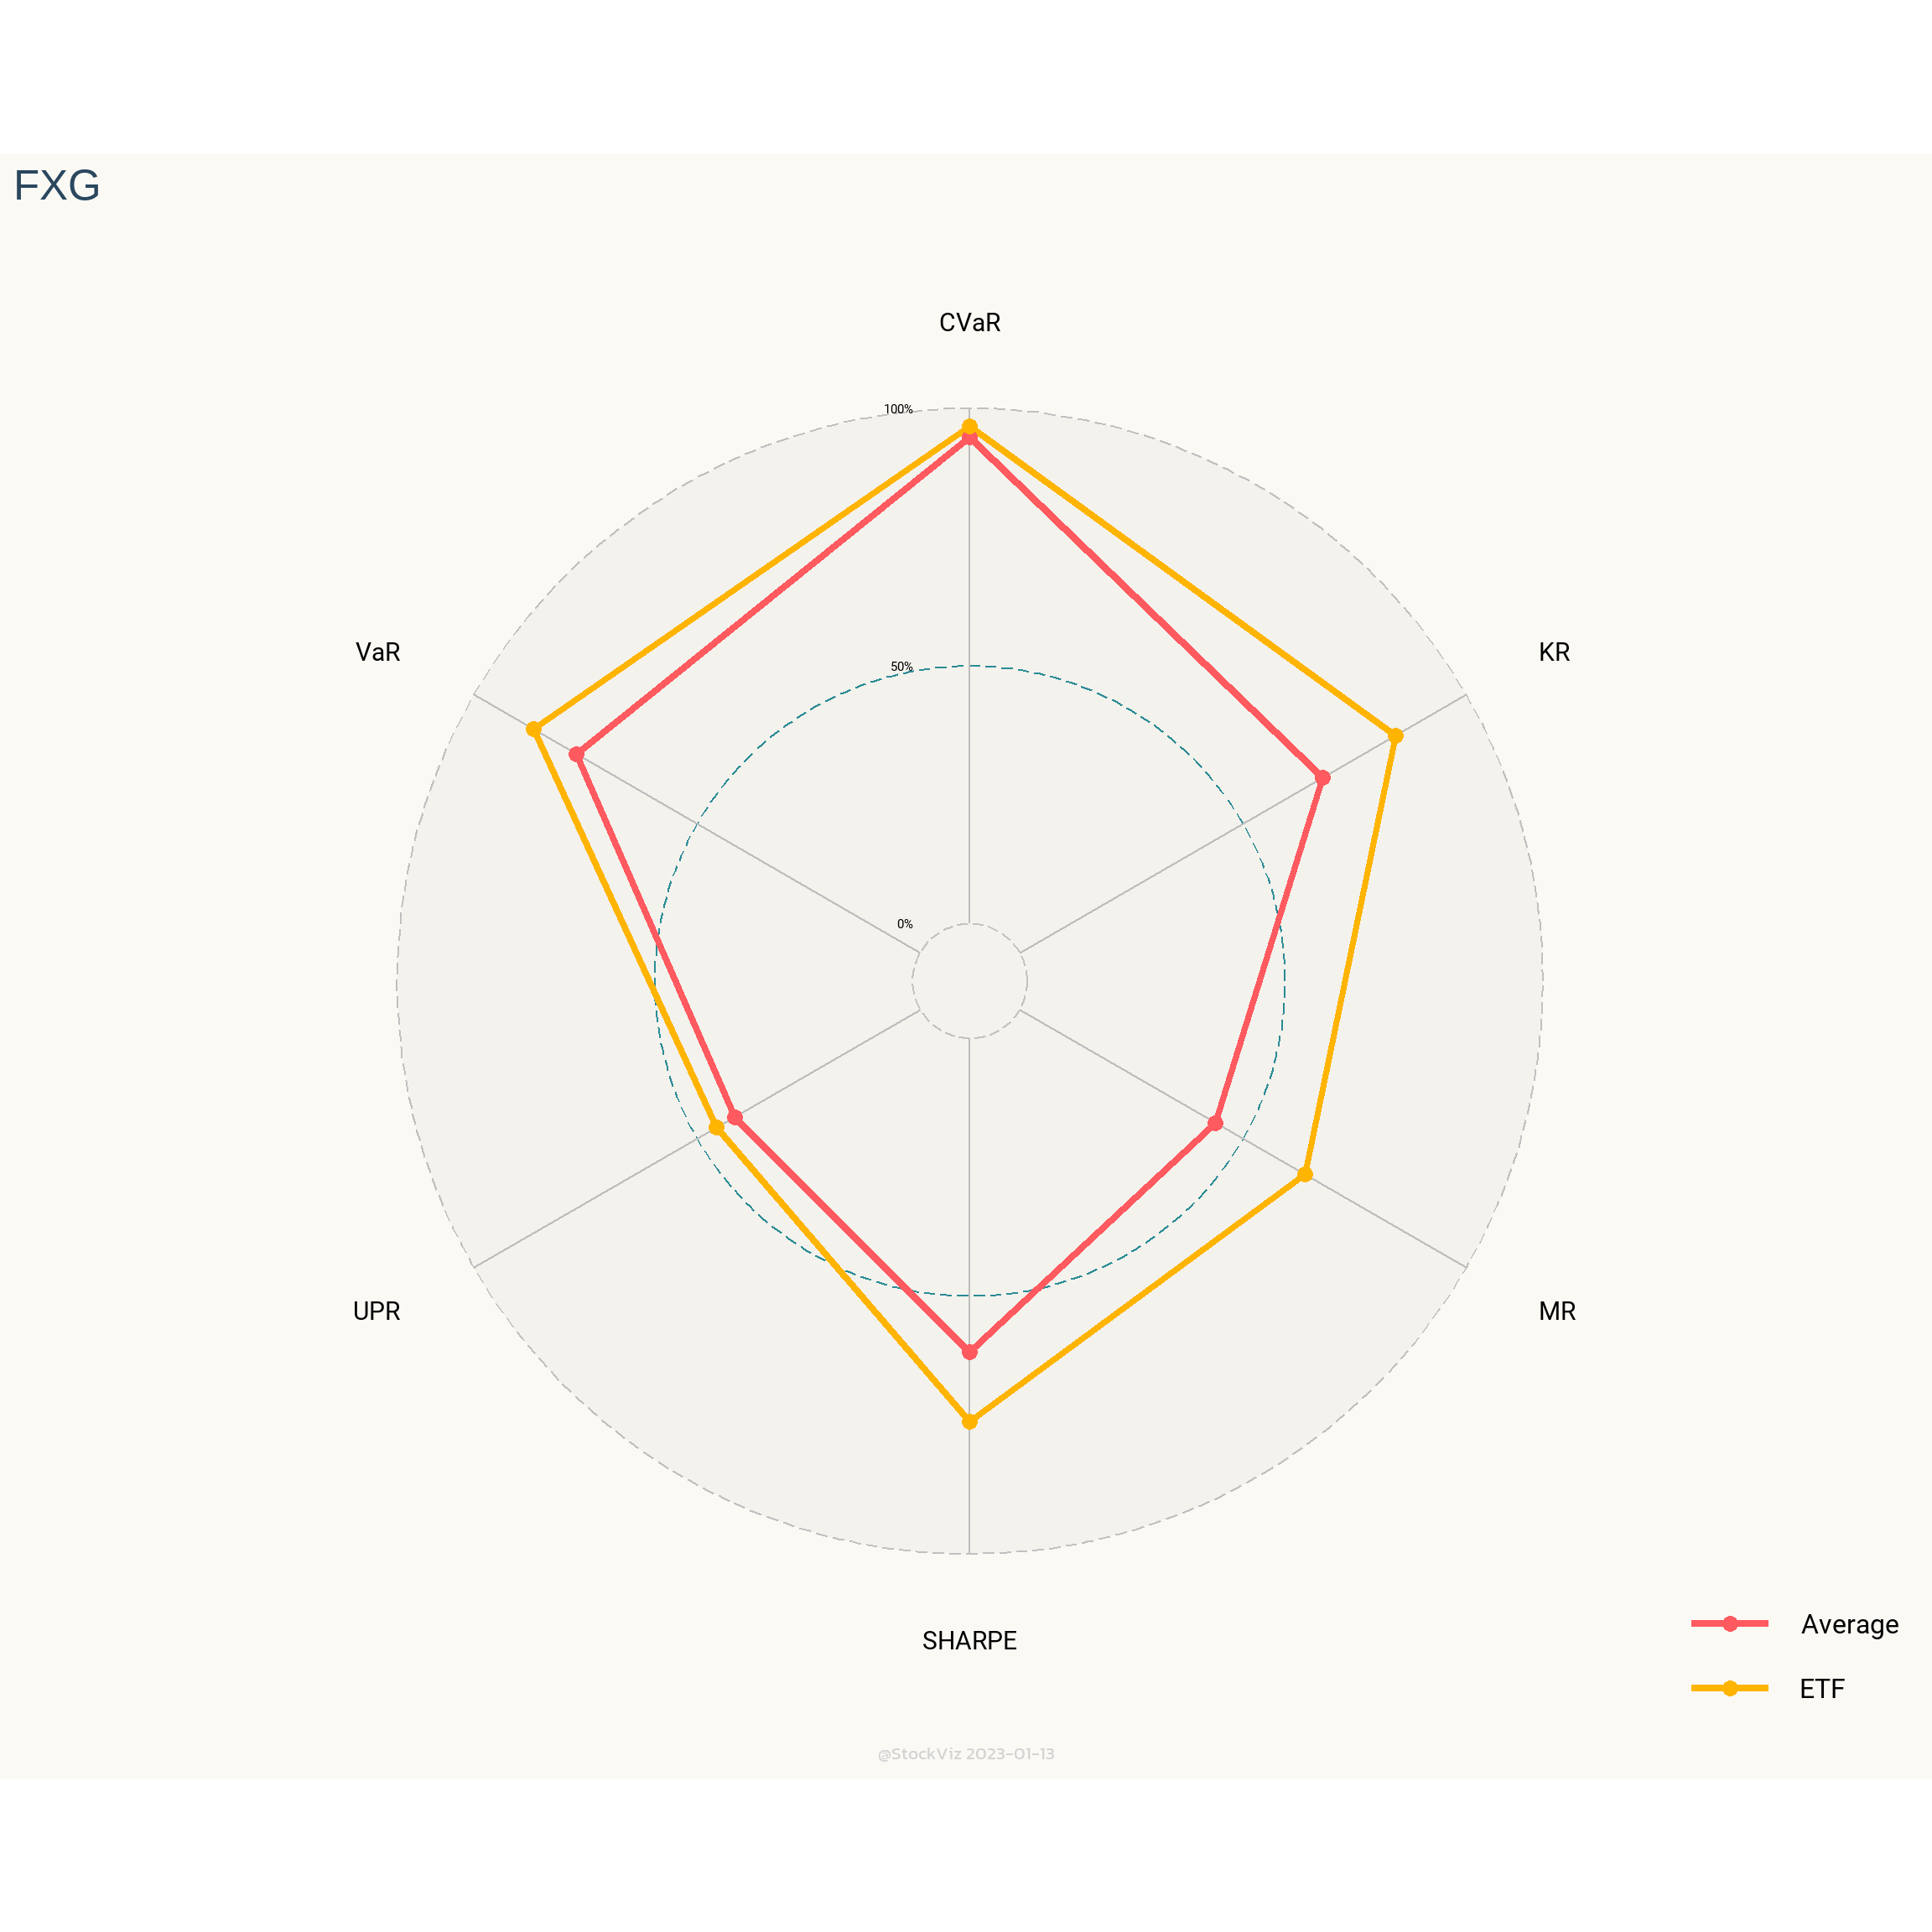 FXG
CVaR
100%
VaR
KR
50%
0%
UPR
MR
SHARPE
Average
ETF
@StockViz 2023-01-13